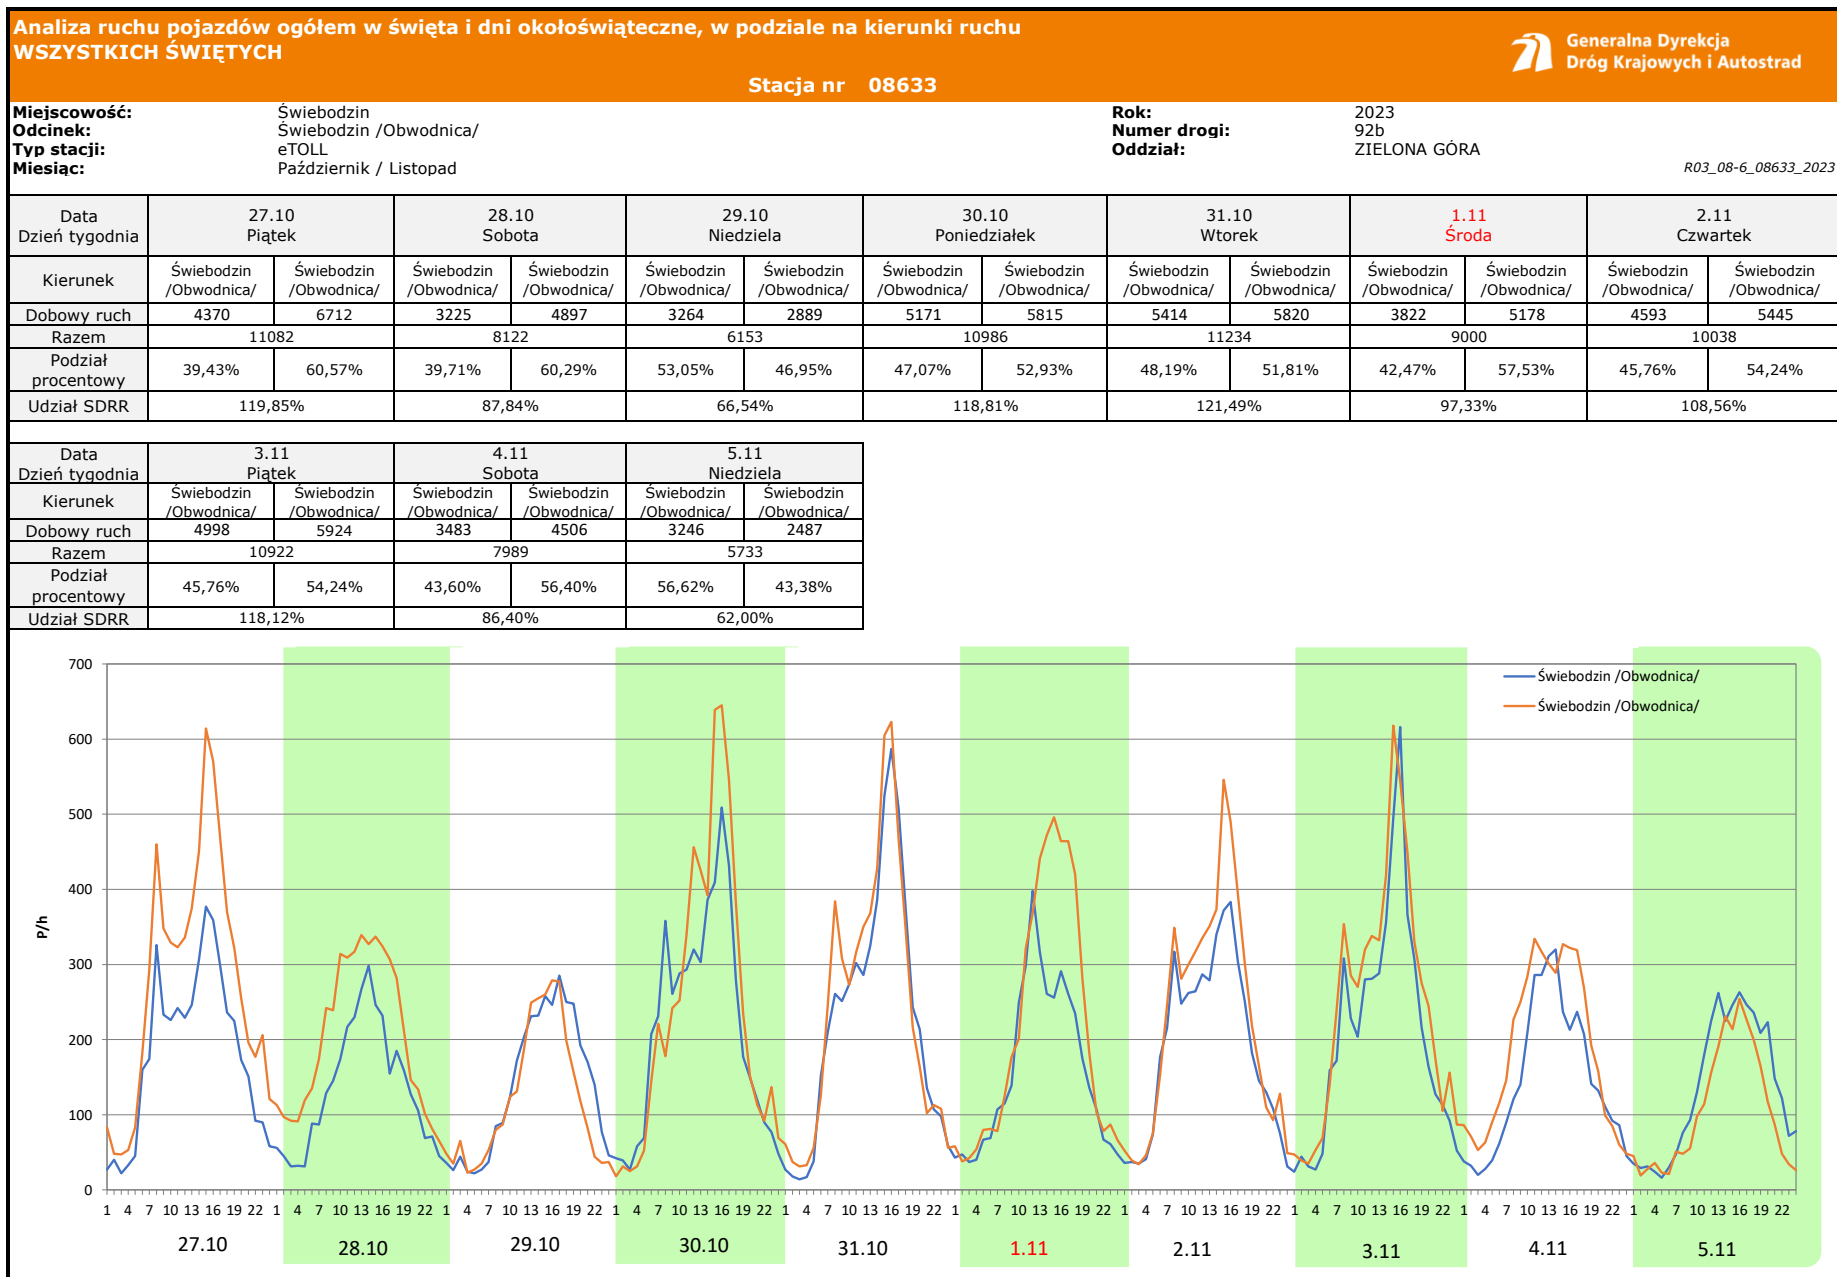 Analiza ruchu pojazdów ogółem w święta i dni okołoświąteczne, w podziale na kierunki ruchu
WSZYSTKICH ŚWIĘTYCH
Generalna Dyrekcja
Dróg Krajowych i Autostrad
Stacja nr 08633
Miejscowość: Świebodzin Rok: 2023
Odcinek: Świebodzin /Obwodnica/ Numer drogi: 92b
Typ stacji: eTOLL Oddział: ZIELONA GÓRA
Miesiąc: Październik / Listopad R03_08-6_08633_2023
Data 27.10 28.10 29.10 30.10 31.10 1.11 2.11
Dzień tygodnia Piątek Sobota Niedziela Poniedziałek Wtorek Środa Czwartek
Kierunek Świebodzin Świebodzin Świebodzin Świebodzin Świebodzin Świebodzin Świebodzin Świebodzin Świebodzin Świebodzin Świebodzin Świebodzin Świebodzin Świebodzin
/Obwodnica/ /Obwodnica/ /Obwodnica/ /Obwodnica/ /Obwodnica/ /Obwodnica/ /Obwodnica/ /Obwodnica/ /Obwodnica/ /Obwodnica/ /Obwodnica/ /Obwodnica/ /Obwodnica/ /Obwodnica/
Dobowy ruch 4370 6712 3225 4897 3264 2889 5171 5815 5414 5820 3822 5178 4593 5445
Razem 11082 8122 6153 10986 11234 9000 10038
Podział
procentowy 39,43% 60,57% 39,71% 60,29% 53,05% 46,95% 47,07% 52,93% 48,19% 51,81% 42,47% 57,53% 45,76% 54,24%
Udział SDRR 119,85% 87,84% 66,54% 118,81% 121,49% 97,33% 108,56%
Data 3.11 4.11 5.11
Dzień tygodnia Piątek Sobota Niedziela
Kierunek Świebodzin Świebodzin Świebodzin Świebodzin Świebodzin Świebodzin
/Obwodnica/ /Obwodnica/ /Obwodnica/ /Obwodnica/ /Obwodnica/ /Obwodnica/
Dobowy ruch 4998 5924 3483 4506 3246 2487
Razem 10922 7989 5733
Podział
procentowy 45,76% 54,24% 43,60% 56,40% 56,62% 43,38%
Udział SDRR 118,12% 86,40% 62,00%
700
600
500
400
300
200
100
0
P/h
Świebodzin /Obwodnica/
Świebodzin /Obwodnica/
1 4 7 10 13 16 19 22 1 4 7 10 13 16 19 22 1 4 7 10 13 16 19 22 1 4 7 10 13 16 19 22 1 4 7 10 13 16 19 22 1 4 7 10 13 16 19 22 1 4 7 10 13 16 19 22 1 4 7 10 13 16 19 22 1 4 7 10 13 16 19 22 1 4 7 10 13 16 19 22
27.10 28.10 29.10 30.10 31.10 1.11 2.11 3.11 4.11 5.11